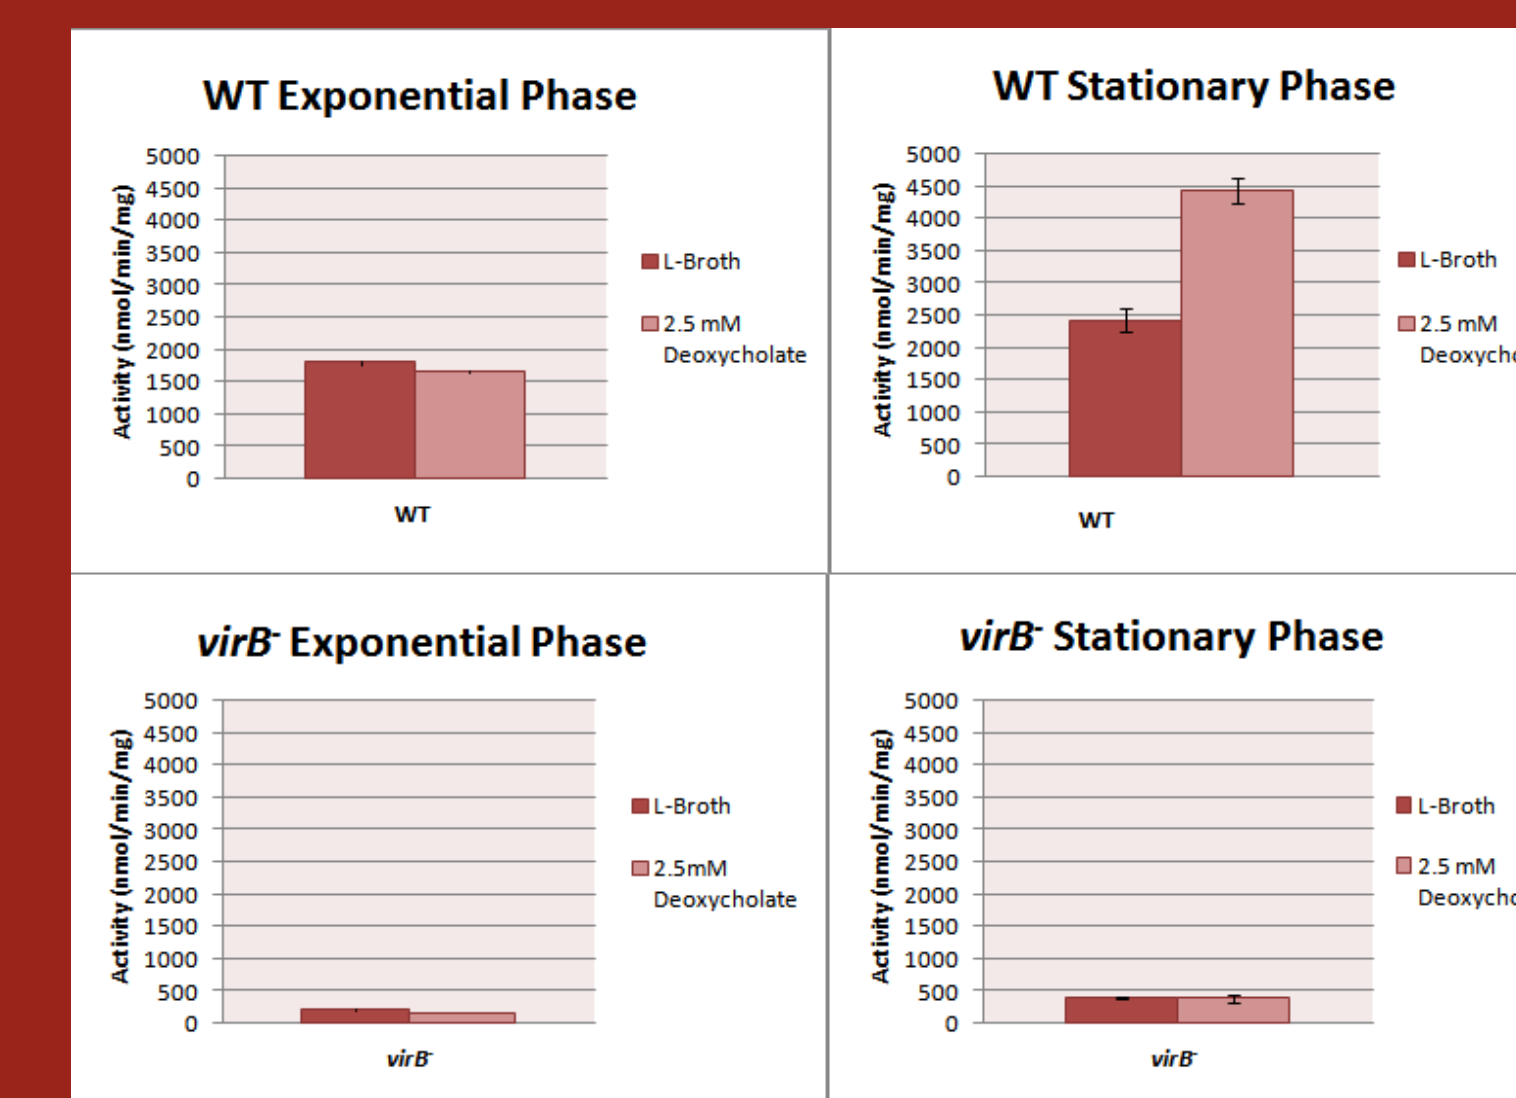 WT Exponential Phase
Activity (nmol/min/mg)
5000
4500
4000
3500
3000
2500
2000
1500
1000
500
0
WT
L-Broth
2.5 mM
Deoxycholate
WT Stationary Phase
Activity (nmol/min/mg)
5000
4500
4000
3500
3000
2500
2000
1500
1000
500
0
WT
L-Broth
2.5 mM
Deoxycho
virB- Exponential Phase
Activity (nmol/min/mg)
5000
4500
4000
3500
3000
2500
2000
1500
1000
500
0
virB-
L-Broth
2.5mM
Deoxycholate
virB- Stationary Phase
Activity (nmol/min/mg)
5000
4500
4000
3500
3000
2500
2000
1500
1000
500
0
virB-
L-Broth
2.5 mM
Deoxycho